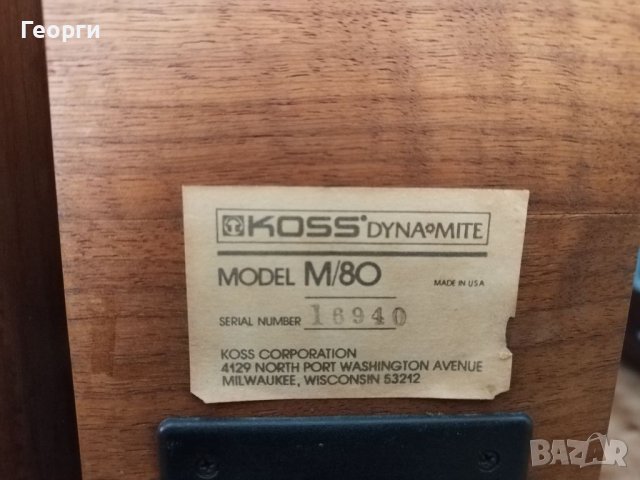 Георги
KOSS DYNAMITE
MODEL M/80 MADE IN USA
SERIAL NUMBER 16940
KOSS CORPORATION
4129 NORTH PORT WASHINGTON AVENUE
MILWAUKEE, WISCONSIN 53212
BAZAR